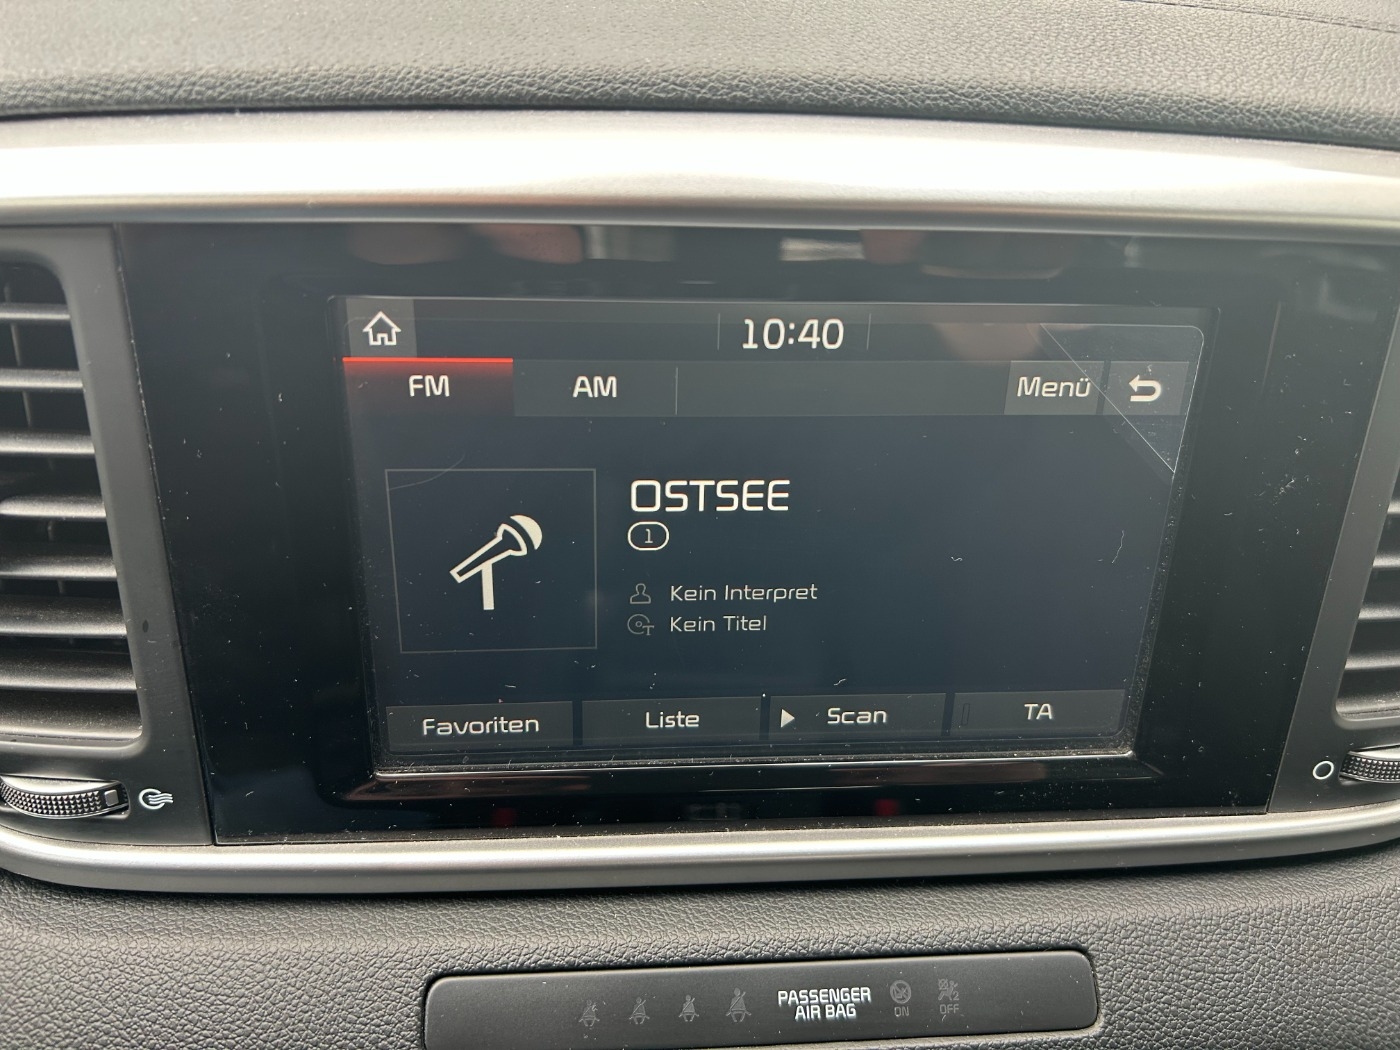 10:40
FM AM Menü
OSTSEE
1
Kein Interpret
Kein Titel
Favoriten Liste Scan TA
PASSENGER
AIR BAG
ON OFF